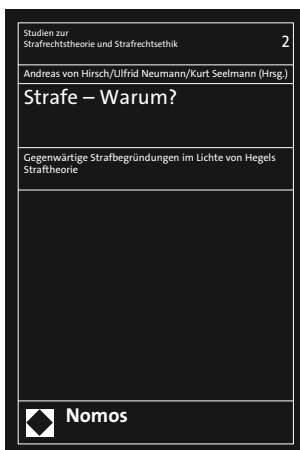 Studien zur
Strafrechtstheorie und Strafrechtsethik 2
Andreas von Hirsch/Ulfrid Neumann/Kurt Seelmann (Hrsg.)
Strafe – Warum?
Gegenwärtige Strafbegründungen im Lichte von Hegels
Straftheorie
Nomos